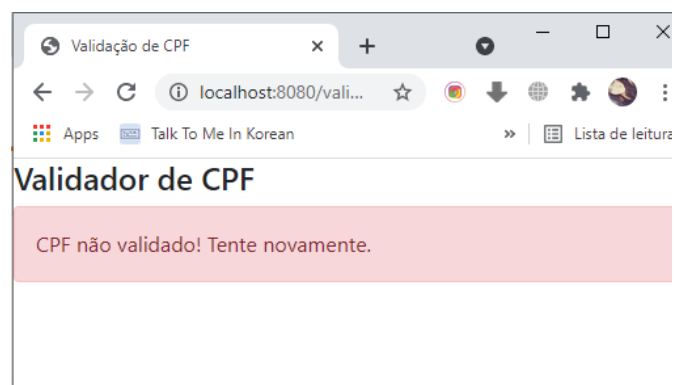 Validação de CPF
localhost:8080/vali...
Apps Talk To Me In Korean » Lista de leitura
Validador de CPF
CPF não validado! Tente novamente.